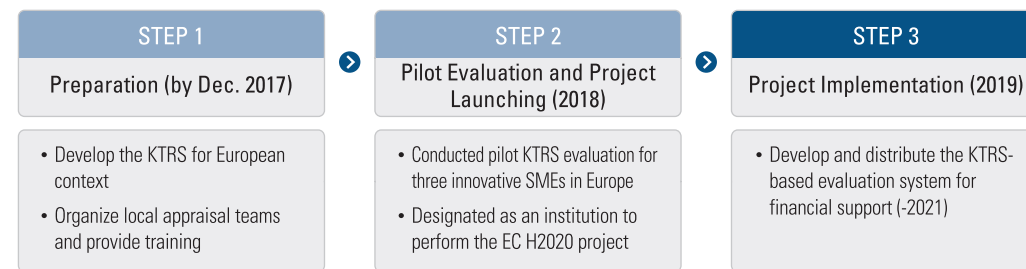 STEP 1
Preparation (by Dec. 2017)
• Develop the KTRS for European
context
• Organize local appraisal teams
and provide training
STEP 2
Pilot Evaluation and Project
Launching (2018)
• Conducted pilot KTRS evaluation for
three innovative SMEs in Europe
• Designated as an institution to
perform the EC H2020 project
STEP 3
Project Implementation (2019)
• Develop and distribute the KTRS-
based evaluation system for
financial support (-2021)